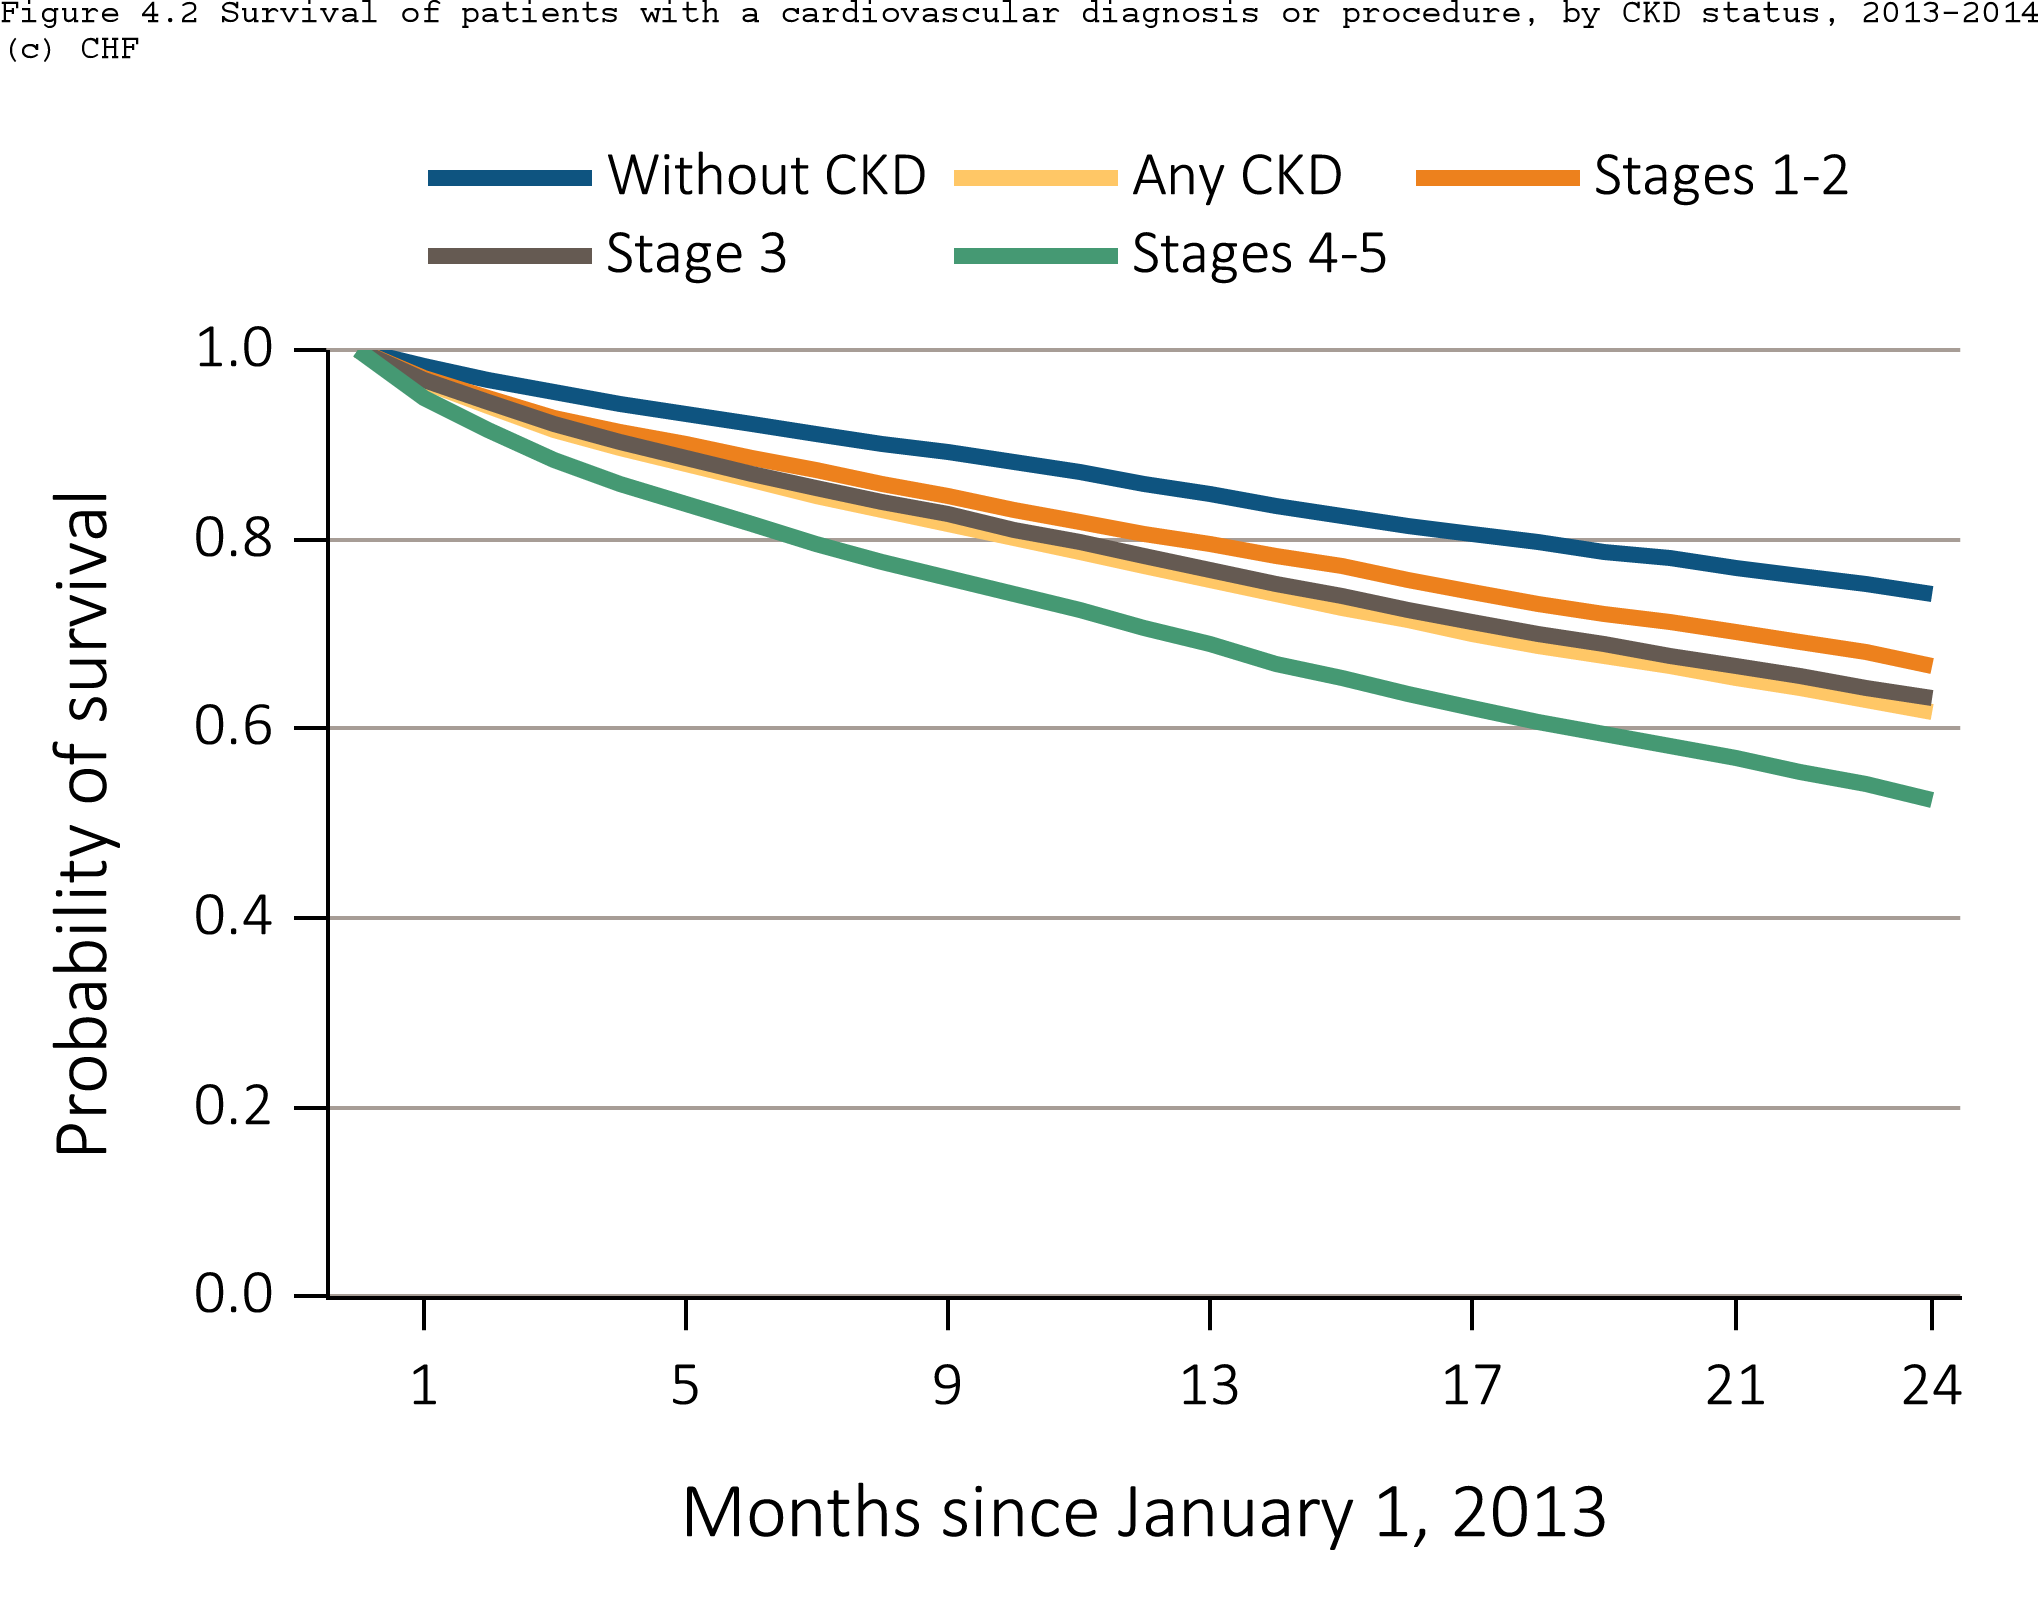 Figure 4.2 Survival of patients with a cardiovascular diagnosis or procedure, by CKD status, 2013-2014
(c) CHF
Without CKD Any CKD Stages 1-2
Stage 3 Stages 4-5
Probability of survival
1.0
0.8
0.6
0.4
0.2
0.0
1 5 9 13 17 21 24
Months since January 1, 2013